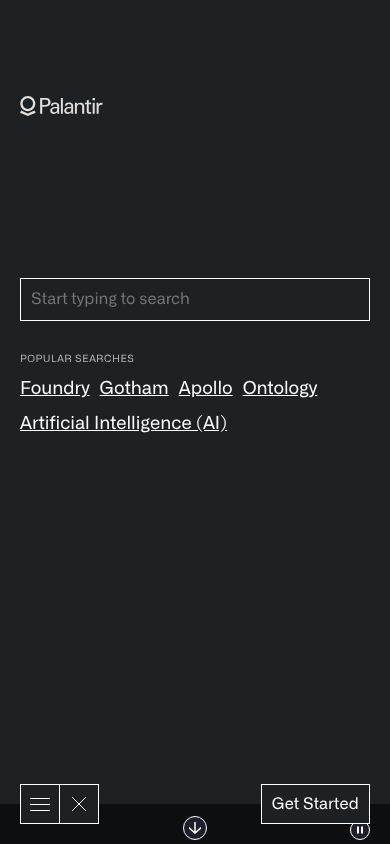 Palantir
Start typing to search
POPULAR SEARCHES
Foundry Gotham Apollo Ontology
Artificial Intelligence (AI)
Get Started